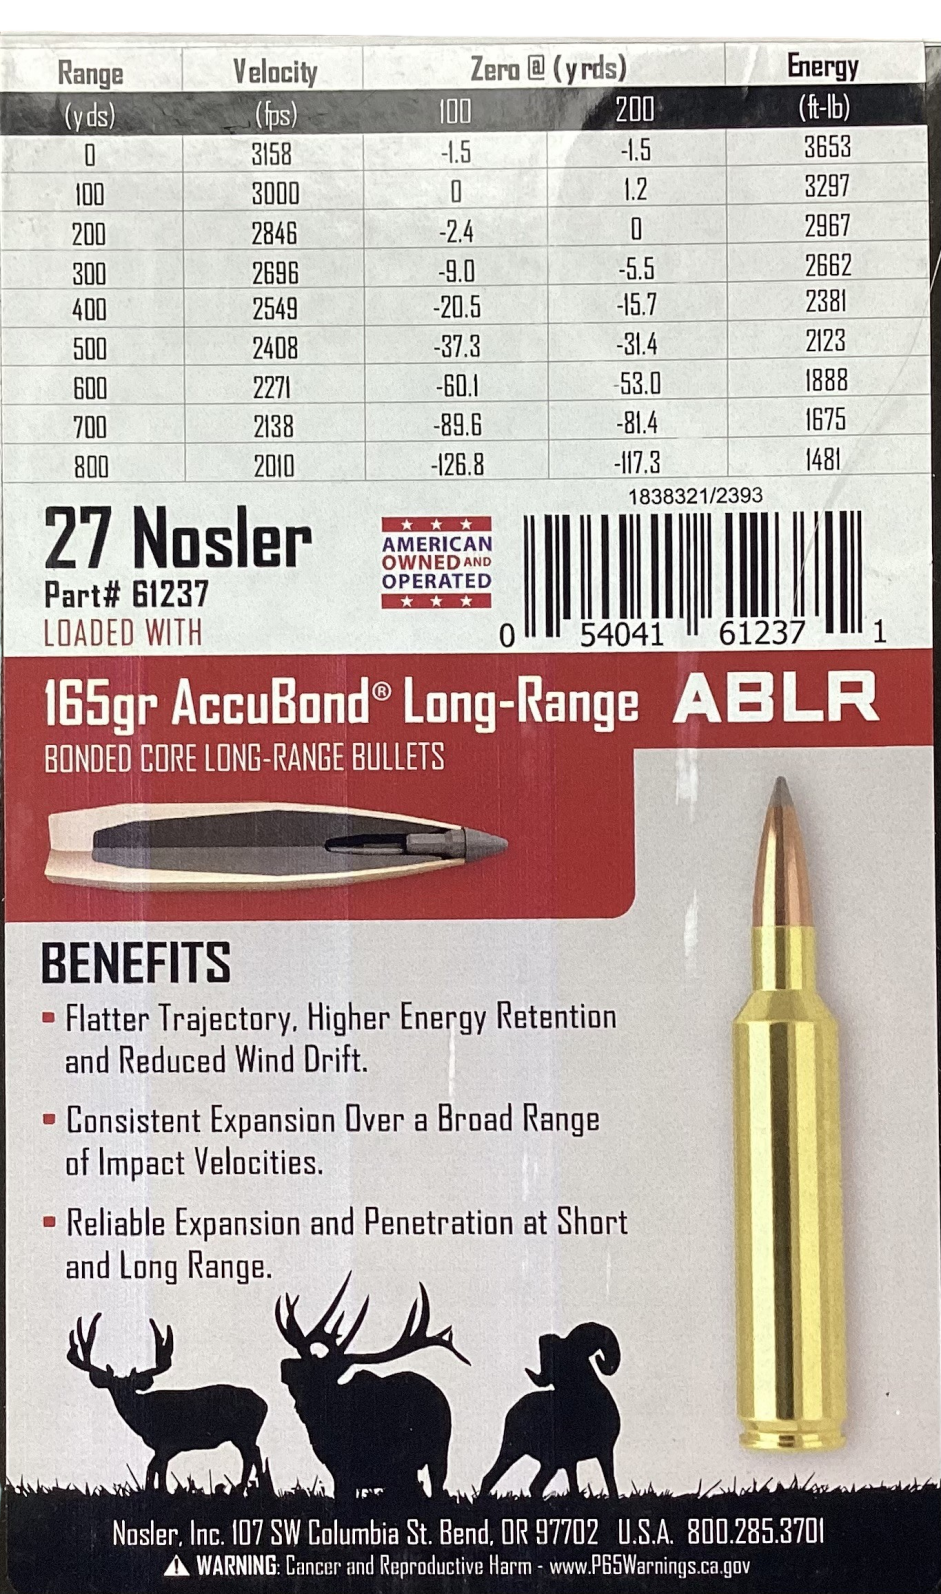 Range Velocity Zero @ (yrds) Energy
(yds) (fps) 100 200 (ft-lb)
0 3158 -1.5 -1.5 3653
100 3000 0 1.2 3297
200 2846 -2.4 0 2967
300 2696 -9.0 -5.5 2662
400 2549 -20.5 -15.7 2381
500 2408 -37.3 -31.4 2123
600 2271 -60.1 -53.0 1888
700 2138 -89.6 -81.4 1675
800 2010 -126.8 -117.3 1481
1838321/2393
27 Nosler
Part# 61237
LOADED WITH
AMERICAN
OWNED AND
OPERATED
0 54041 61237 1
165gr AccuBond® Long-Range ABLR
BONDED CORE LONG-RANGE BULLETS
BENEFITS
Flatter Trajectory, Higher Energy Retention
and Reduced Wind Drift.
Consistent Expansion Over a Broad Range
of Impact Velocities.
Reliable Expansion and Penetration at Short
and Long Range.
Nosler, Inc. 107 SW Columbia St. Bend, OR 97702 U.S.A. 800.285.3701
WARNING: Cancer and Reproductive Harm - www.P65Warnings.ca.gov